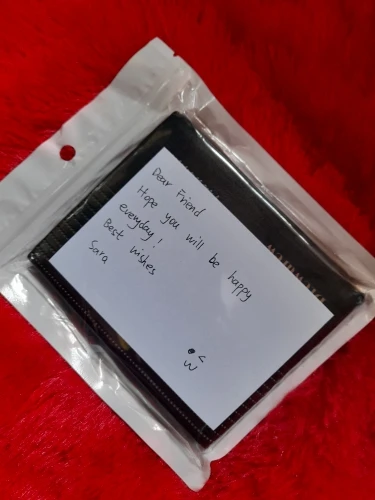 Dear Friend
Hope you will be happy
everyday!
Best wishes
Sara